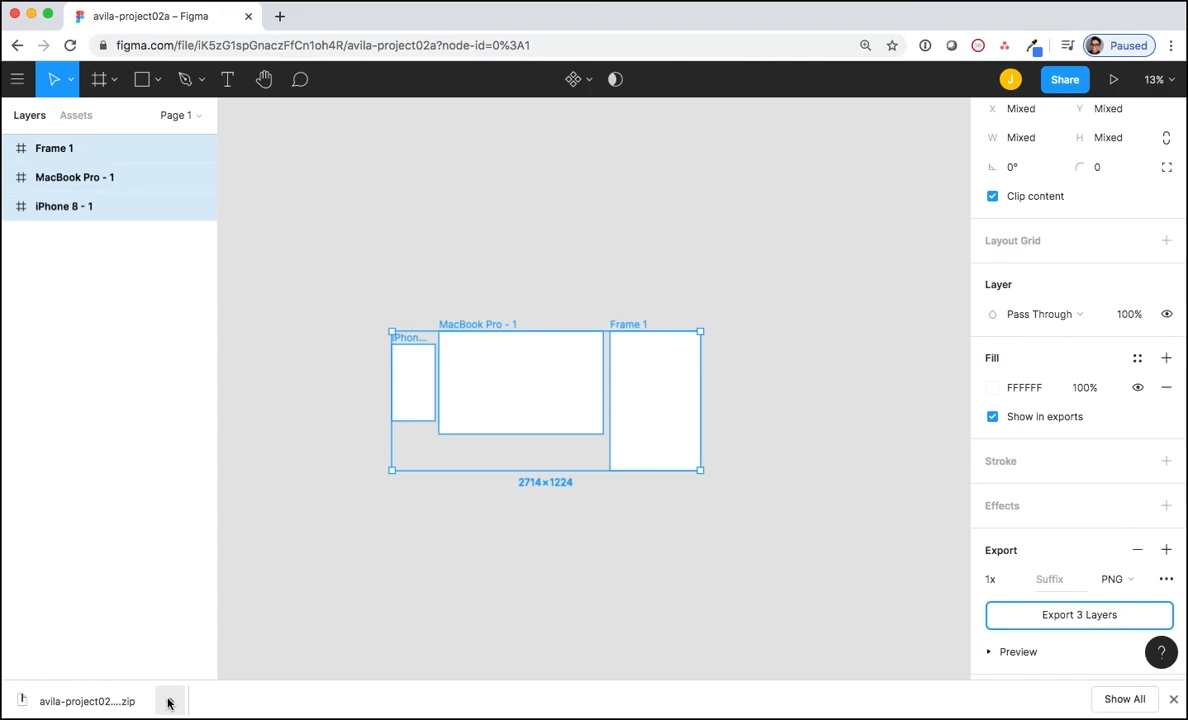 avila-project02a – Figma
figma.com/file/iK5zG1spGnaczFfCn1oh4R/avila-project02a?node-id=0%3A1
Paused
J
Share
13%
Layers
Assets
Page 1
Frame 1
MacBook Pro - 1
iPhone 8 - 1
iPhon...
MacBook Pro - 1
Frame 1
2714×1224
X Mixed Y Mixed
W Mixed H Mixed
0° 0
Clip content
Layout Grid
Layer
Pass Through 100%
Fill
FFFFFF 100%
Show in exports
Stroke
Effects
Export
1x Suffix PNG
Export 3 Layers
Preview
?
avila-project02....zip
Show All